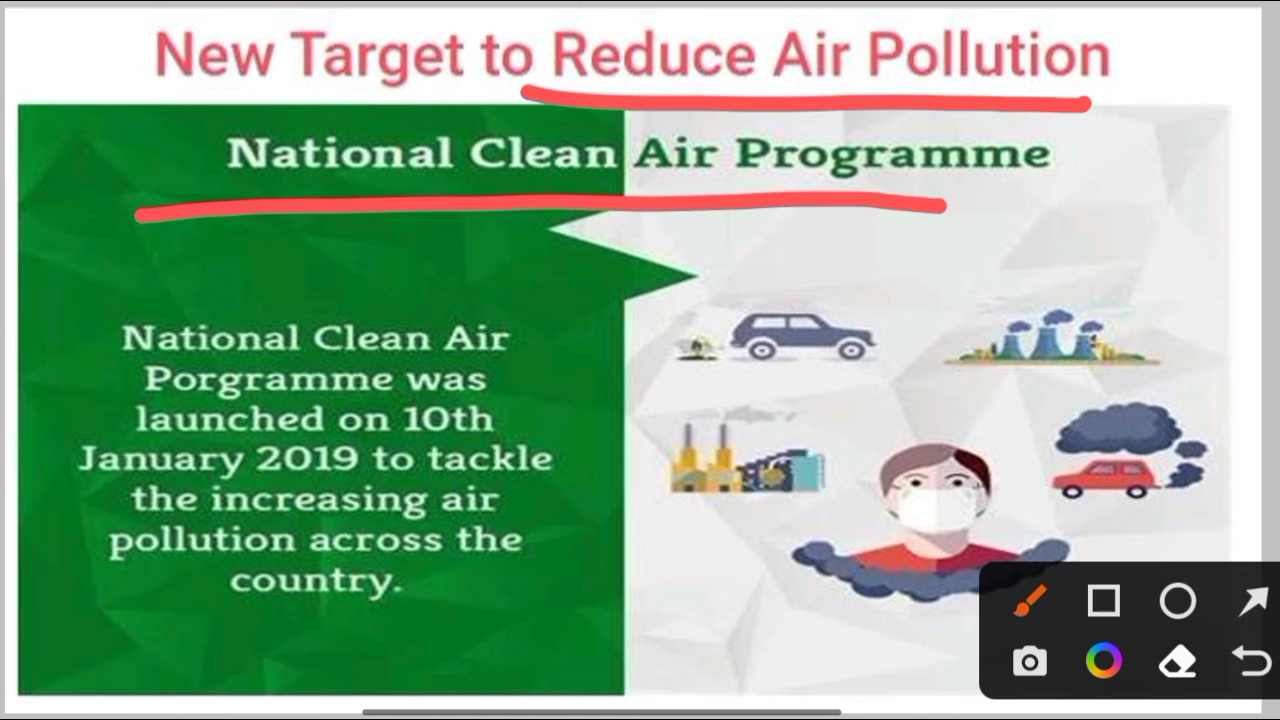 New Target to Reduce Air Pollution
National Clean Air Programme
National Clean Air
Porgramme was
launched on 10th
January 2019 to tackle
the increasing air
pollution across the
country.